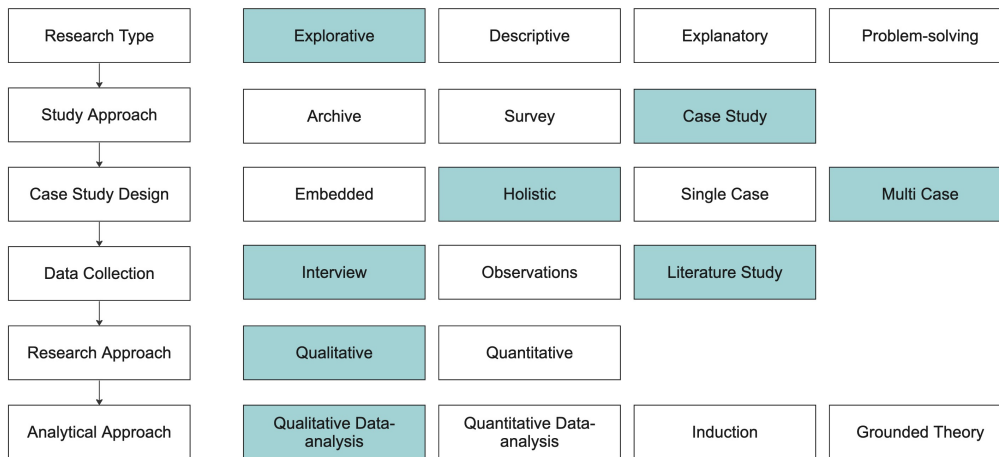 Research Type
Explorative
Descriptive
Explanatory
Problem-solving
Study Approach
Archive
Survey
Case Study
Case Study Design
Embedded
Holistic
Single Case
Multi Case
Data Collection
Interview
Observations
Literature Study
Research Approach
Qualitative
Quantitative
Analytical Approach
Qualitative Data-
analysis
Quantitative Data-
analysis
Induction
Grounded Theory